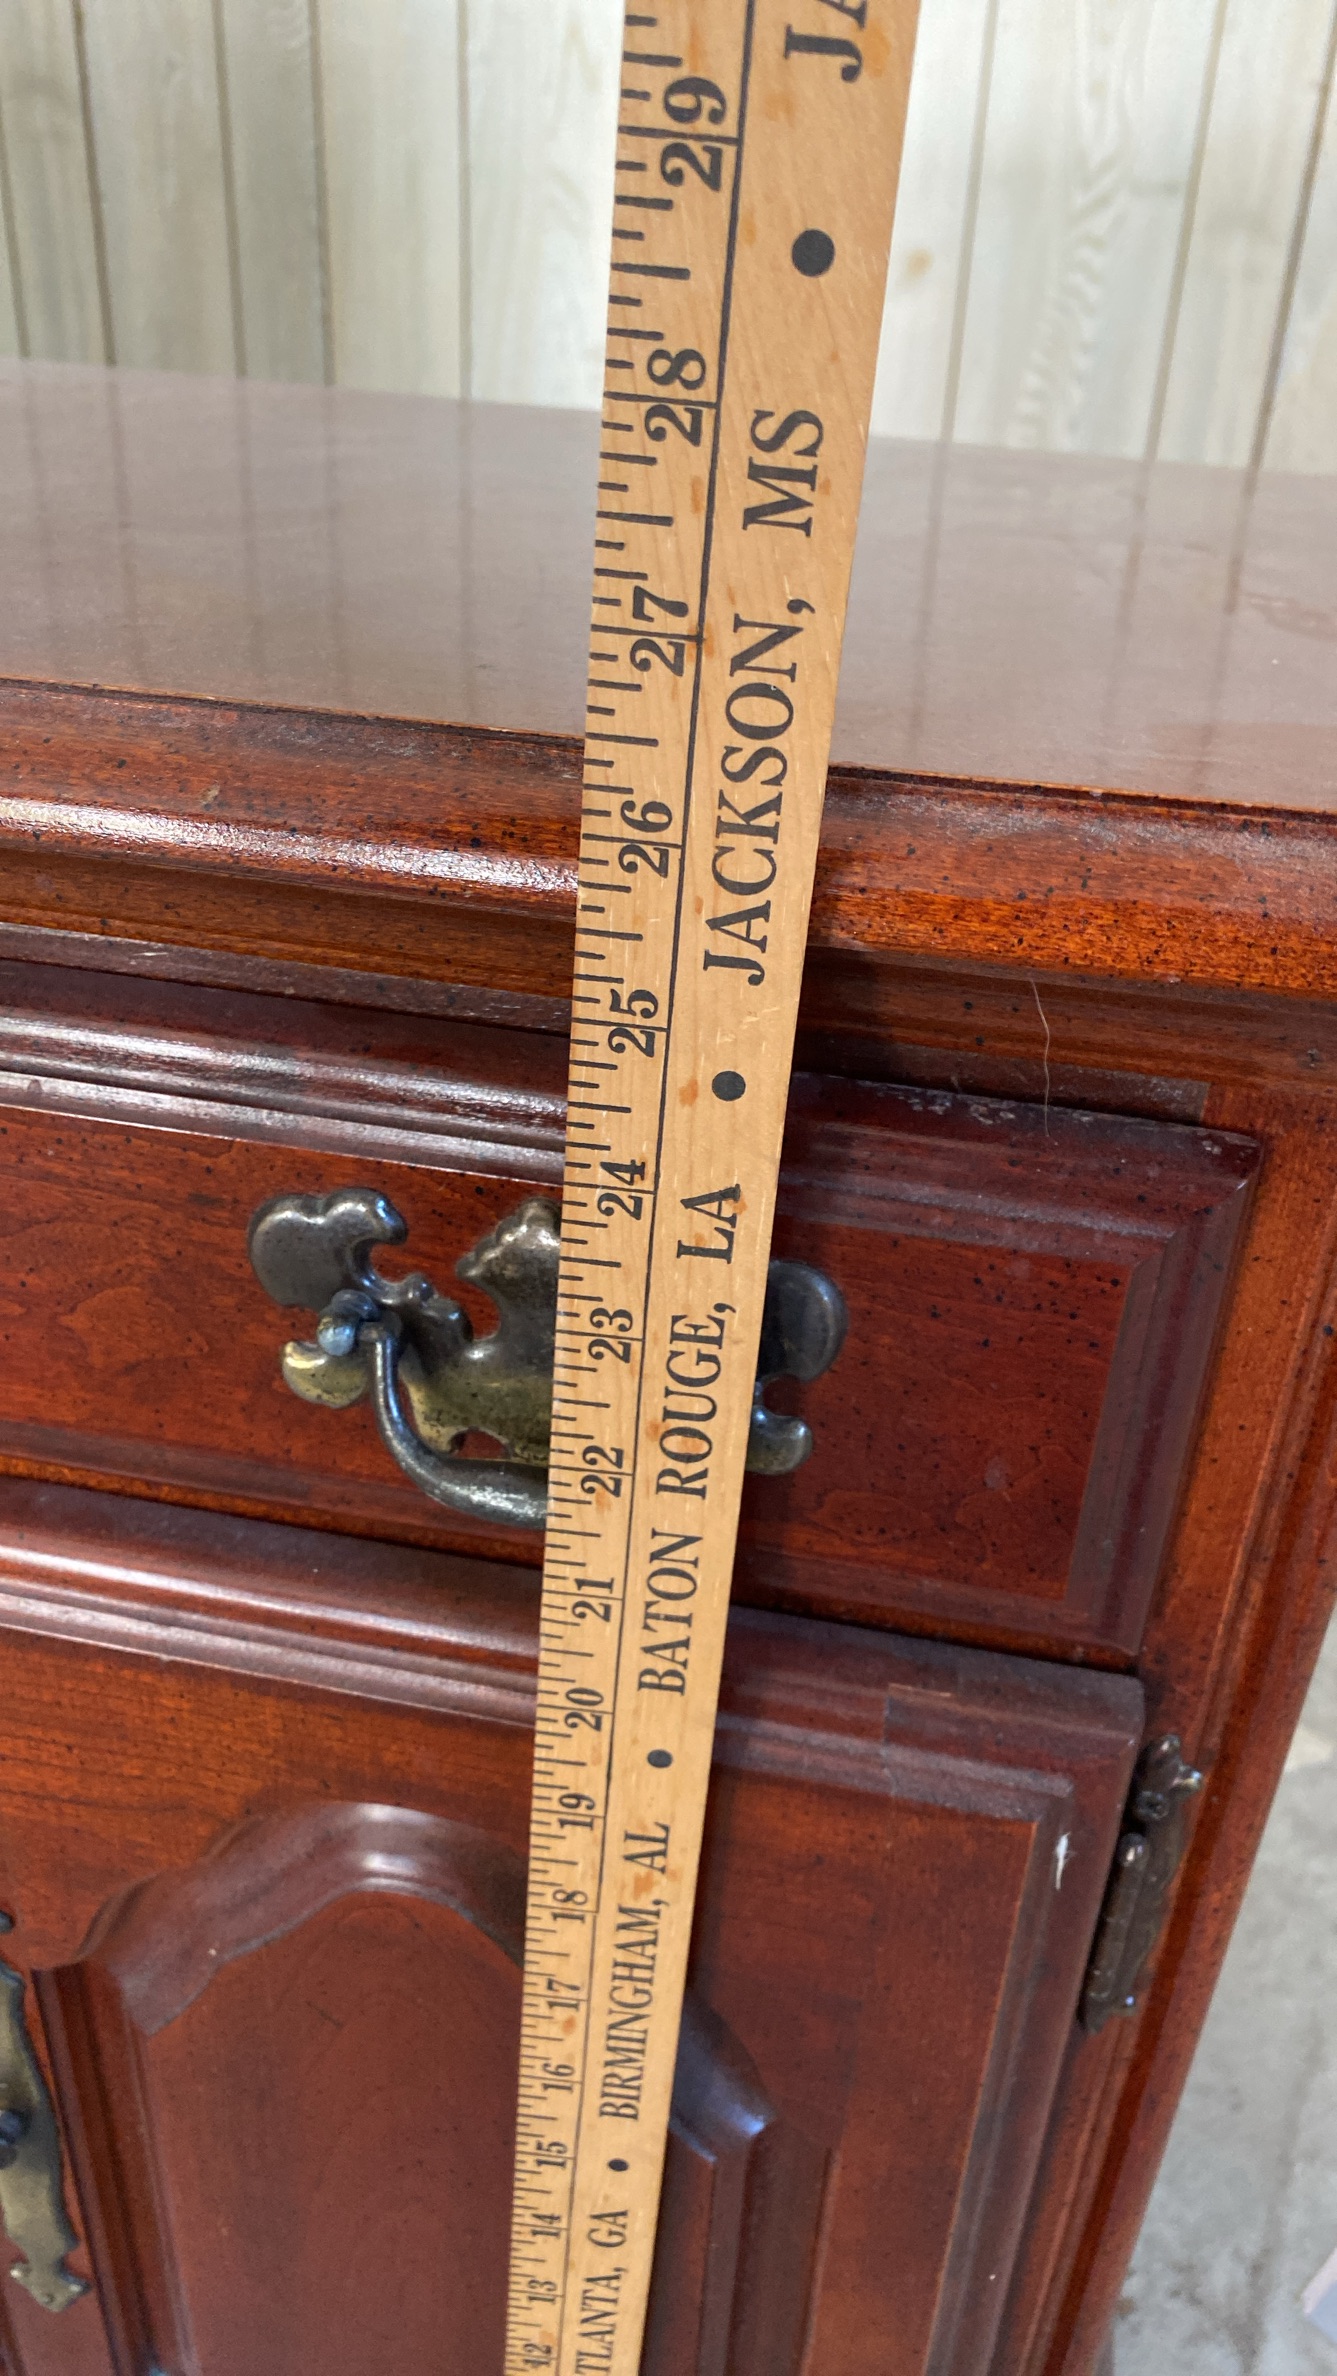 12 13 14 15 16 17 18 19 20 21 22 23 24 25 26 27 28 29
TLANTA, GA • BIRMINGHAM, AL • BATON ROUGE, LA • JACKSON, MS • JA